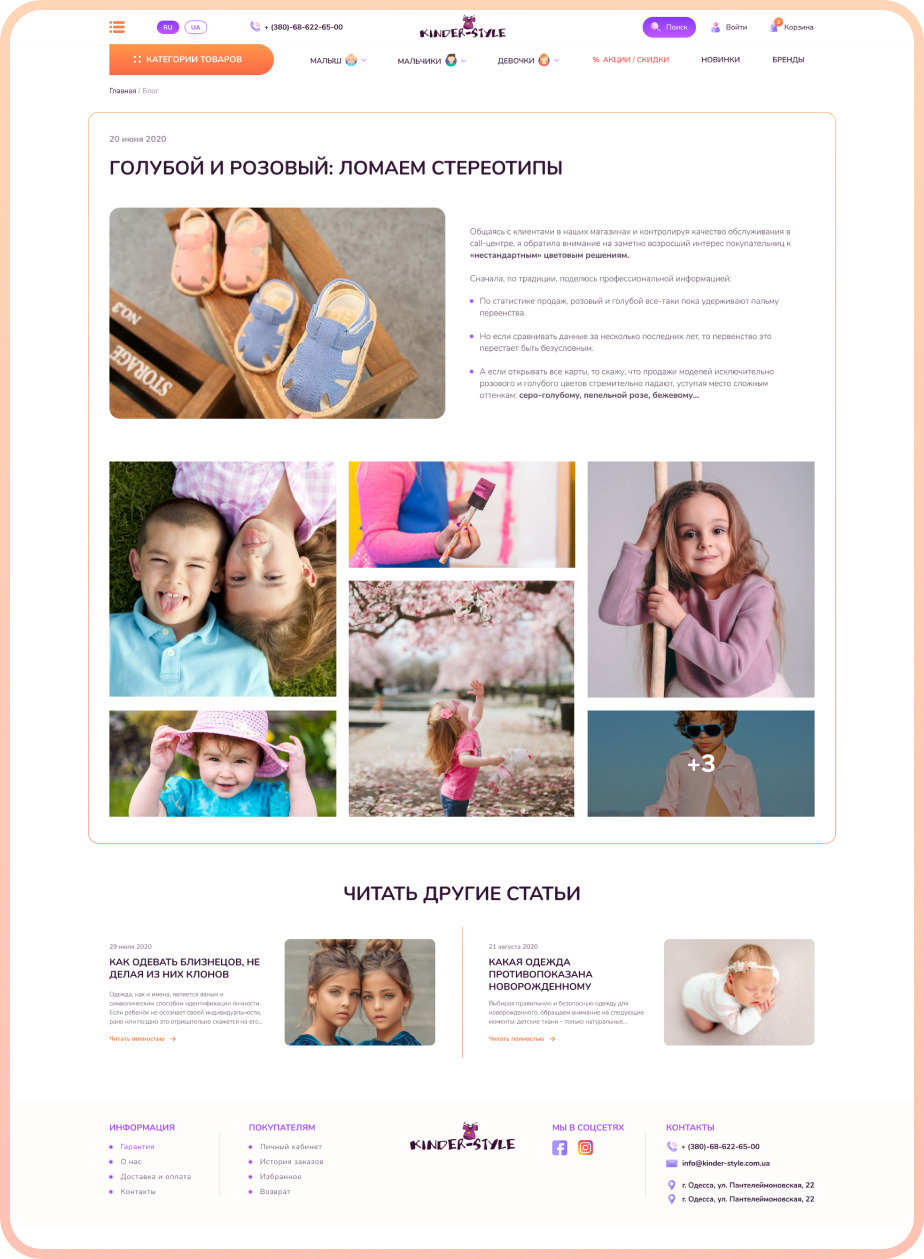 RU
UA
+ (380)-68-622-65-00
KINDER-STYLE
Поиск
Войти
2
Корзина
КАТЕГОРИИ ТОВАРОВ
МАЛЫШ
МАЛЬЧИКИ
ДЕВОЧКИ
% АКЦИИ / СКИДКИ
НОВИНКИ
БРЕНДЫ
Главная / Блог
20 июня 2020
ГОЛУБОЙ И РОЗОВЫЙ: ЛОМАЕМ СТЕРЕОТИПЫ
NO.3
STORAGE
Общаясь с клиентами в наших магазинах и контролируя качество обслуживания в
call-центре, я обратила внимание на заметно возросший интерес покупательниц к
«нестандартным» цветовым решениям.
Сначала, по традиции, поделюсь профессиональной информацией:
По статистике продаж, розовый и голубой все-таки пока удерживают пальму
первенства.
Но если сравнивать данные за несколько последних лет, то первенство это
перестает быть безусловным.
А если открывать все карты, то скажу, что продажи моделей исключительно
розового и голубого цветов стремительно падают, уступая место сложным
оттенкам: серо-голубому, пепельной розе, бежевому...
+3
ЧИТАТЬ ДРУГИЕ СТАТЬИ
29 июля 2020
КАК ОДЕВАТЬ БЛИЗНЕЦОВ, НЕ
ДЕЛАЯ ИЗ НИХ КЛОНОВ
Одежда, как и имена, является явным и
символическим способом идентификации личности.
Если ребенок не осознает своей индивидуальности,
рано или поздно это отрицательно скажется на его...
Читать полностью
21 августа 2020
КАКАЯ ОДЕЖДА
ПРОТИВОПОКАЗАНА
НОВОРОЖДЕННОМУ
Выбирая правильную и безопасную одежду для
новорожденного, обращаем внимание на следующие
моменты: детские ткани – только натуральные...
Читать полностью
ИНФОРМАЦИЯ
Гарантия
О нас
Доставка и оплата
Контакты
ПОКУПАТЕЛЯМ
Личный кабинет
История заказов
Избранное
Возврат
KINDER-STYLE
МЫ В СОЦСЕТЯХ
КОНТАКТЫ
+ (380)-68-622-65-00
info@kinder-style.com.ua
г. Одесса, ул. Пантелеймоновская, 22
г. Одесса, ул. Пантелеймоновская, 22